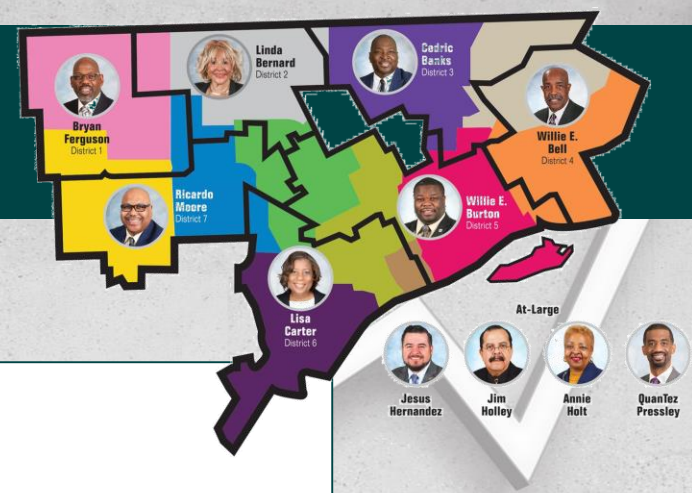 Linda
Bernard
District 2
Cedric
Banks
District 3
Bryan
Ferguson
District 1
Willie E.
Bell
District 4
Ricardo
Moore
District 7
Willie E.
Burton
District 5
Lisa
Carter
District 6
At-Large
Jesus
Hernandez
Jim
Holley
Annie
Holt
QuanTez
Pressley